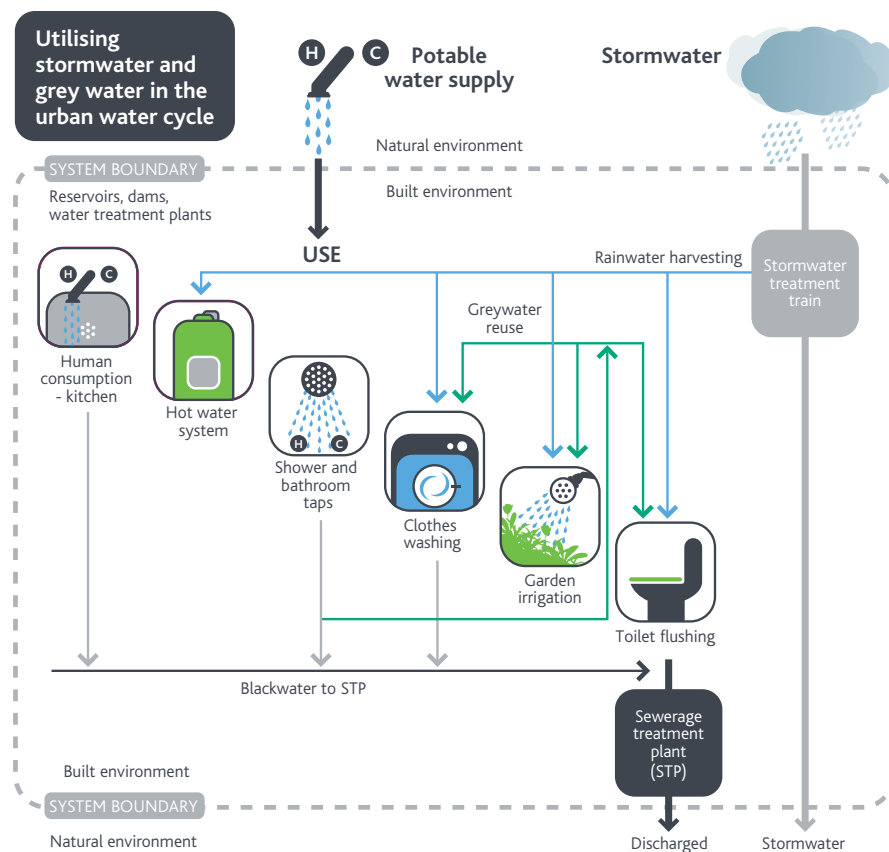 Utilising
stormwater and
grey water in the
urban water cycle
H
C
Potable
water supply
Stormwater
Natural environment
SYSTEM BOUNDARY
Built environment
Reservoirs, dams,
water treatment plants
USE
Rainwater harvesting
Stormwater
treatment
train
H
C
Human
consumption
- kitchen
Hot water
system
Greywater
reuse
H
C
Shower and
bathroom
taps
Clothes
washing
Garden
irrigation
Toilet flushing
Blackwater to STP
Sewerage
treatment
plant
(STP)
Built environment
SYSTEM BOUNDARY
Natural environment
Discharged
Stormwater